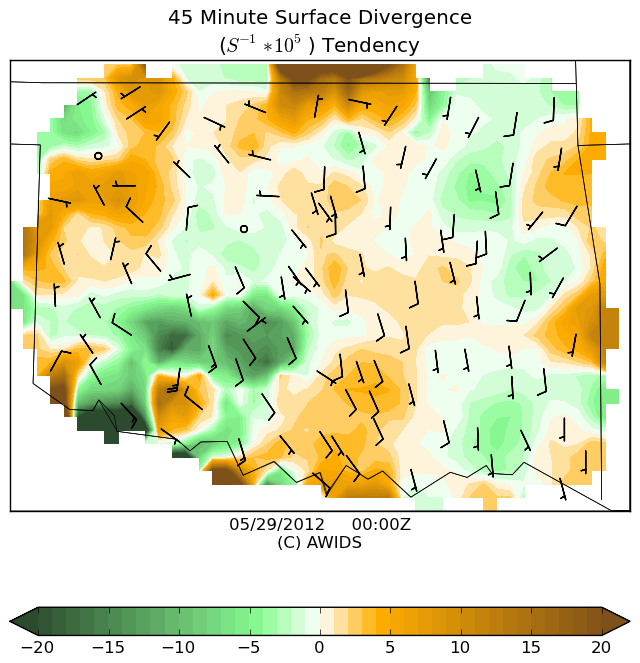 45 Minute Surface Divergence
(S⁻¹ *10⁵ ) Tendency
05/29/2012 00:00Z
(C) AWIDS
−20 −15 −10 −5 0 5 10 15 20